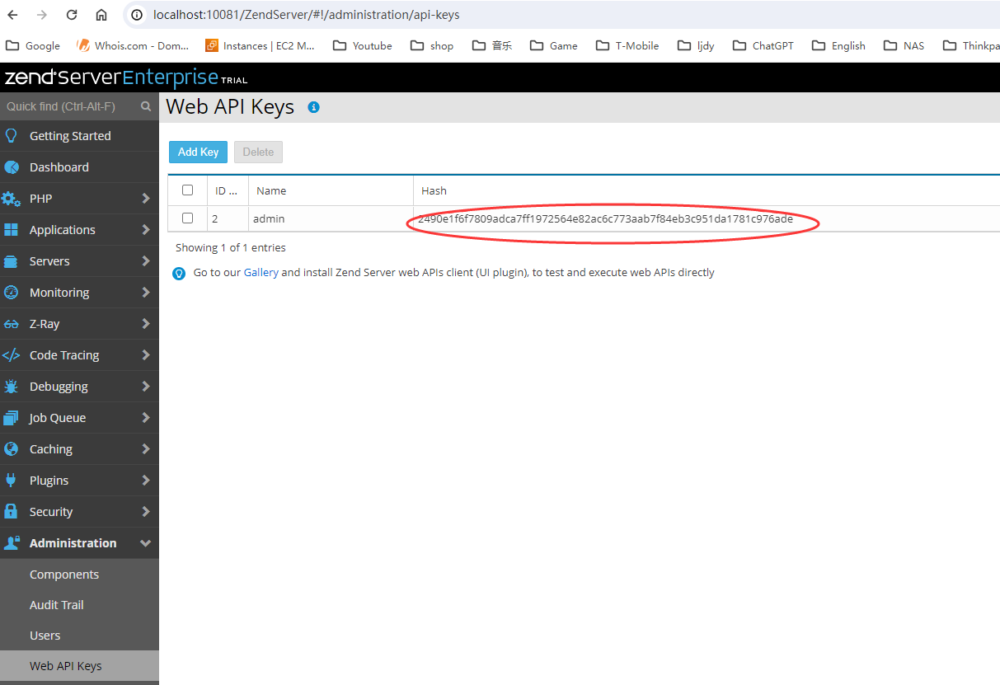 localhost:10081/ZendServer/#!/administration/api-keys
Google Whois.com - Dom... Instances | EC2 M... Youtube shop 音乐 Game T-Mobile ljdy ChatGPT English NAS Thinkpa
zend Server Enterprise TRIAL
Quick find (Ctrl-Alt-F)
Web API Keys
Getting Started
Add Key Delete
Dashboard
ID ... Name Hash
PHP
2 admin 2490e1f6f7809adca7ff1972564e82ac6c773aab7f84eb3c951da1781c976ade
Applications
Showing 1 of 1 entries
Servers
Go to our Gallery and install Zend Server web APIs client (UI plugin), to test and execute web APIs directly
Monitoring
Z-Ray
Code Tracing
Debugging
Job Queue
Caching
Plugins
Security
Administration
Components
Audit Trail
Users
Web API Keys